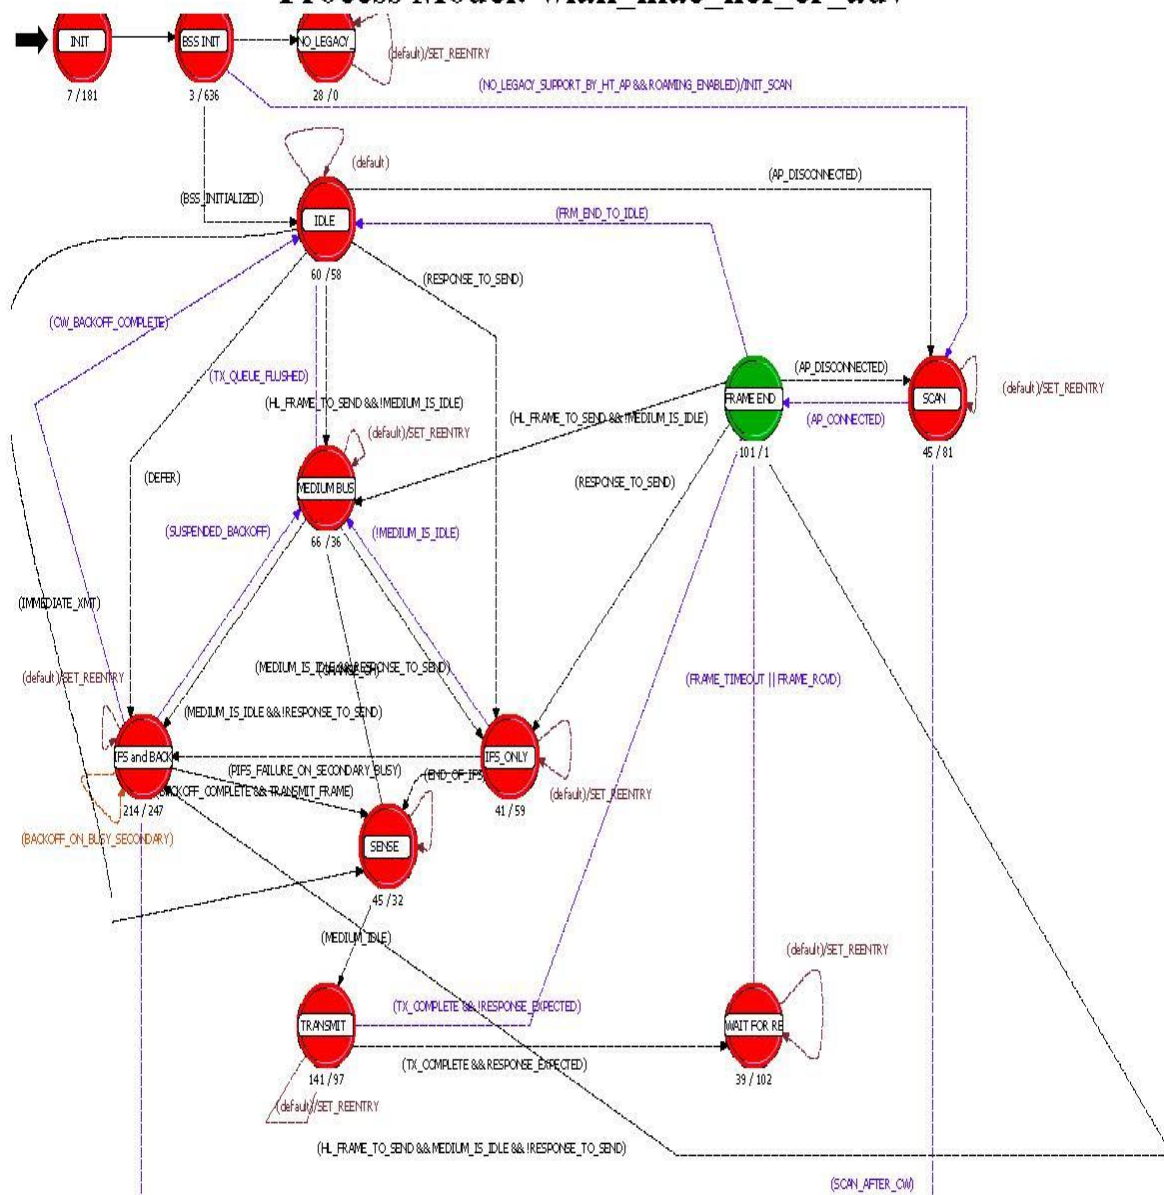 INIT
BSS INIT
NO_LEGACY_
(default)/SET_REENTRY
7 / 181
3 / 636
28 / 0
(NO_LEGACY_SUPPORT_BY_HT_AP && ROAMING_ENABLED)/INIT_SCAN
(default)
(AP_DISCONNECTED)
(BSS_INITIALIZED)
IDLE
(FRM_END_TO_IDLE)
60 / 58
(RESPONSE_TO_SEND)
(CW_BACKOFF_COMPLETE)
(TX_QUEUE_FLUSHED)
(AP_DISCONNECTED)
(default)/SET_REENTRY
FRAME END
SCAN
(HL_FRAME_TO_SEND && !MEDIUM_IS_IDLE)
(HL_FRAME_TO_SEND && !MEDIUM_IS_IDLE)
(AP_CONNECTED)
(default)/SET_REENTRY
101 / 1
45 / 81
(DEFER)
MEDIUM BUS
(RESPONSE_TO_SEND)
(SUSPENDED_BACKOFF)
(!MEDIUM_IS_IDLE)
66 / 36
(IMMEDIATE_XMT)
(MEDIUM_IS_IDLE && RESPONSE_TO_SEND)
(default)/SET_REENTRY
(FRAME_TIMEOUT || FRAME_RCVD)
(MEDIUM_IS_IDLE && !RESPONSE_TO_SEND)
IFS and BACK
IFS_ONLY
(PIFS_FAILURE_ON_SECONDARY_BUSY)
(END_OF_IFS)
BACKOFF_COMPLETE && TRANSMIT_FRAME)
(default)/SET_REENTRY
214 / 247
41 / 59
(BACKOFF_ON_BUSY_SECONDARY)
SENSE
45 / 32
(MEDIUM_IDLE)
(default)/SET_REENTRY
(TX_COMPLETE && !RESPONSE_EXPECTED)
TRANSMIT
WAIT FOR RE
(TX_COMPLETE && RESPONSE_EXPECTED)
141 / 97
39 / 102
(default)/SET_REENTRY
(HL_FRAME_TO_SEND && MEDIUM_IS_IDLE && !RESPONSE_TO_SEND)
(SCAN_AFTER_CW)